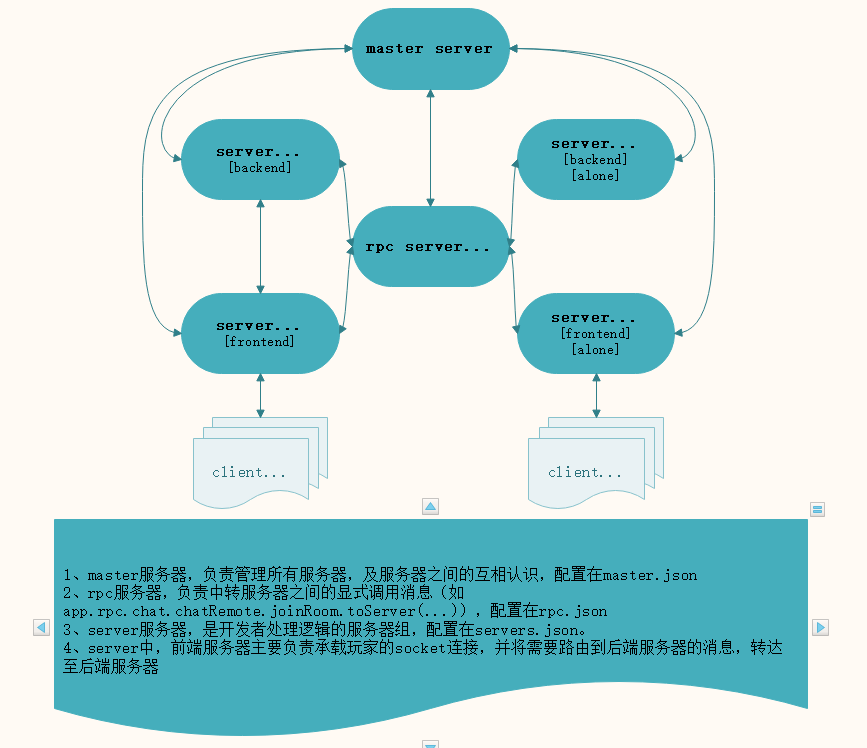 master server
server...
[backend]
server...
[backend]
[alone]
rpc server...
server...
[frontend]
server...
[frontend]
[alone]
client...
client...
1、master服务器，负责管理所有服务器，及服务器之间的互相认识，配置在master.json
2、rpc服务器，负责中转服务器之间的显式调用消息（如
app.rpc.chat.chatRemote.joinRoom.toServer(...)），配置在rpc.json
3、server服务器，是开发者处理逻辑的服务器组，配置在servers.json。
4、server中，前端服务器主要负责承载玩家的socket连接，并将需要路由到后端服务器的消息，转达
至后端服务器